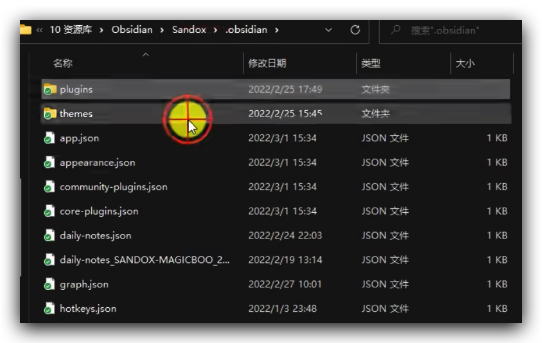 « 10 资源库 › Obsidian › Sandox › .obsidian › 搜索".obsidian"
名称 修改日期 类型 大小
plugins 2022/2/25 17:49 文件夹
themes 2022/2/25 15:45 文件夹
app.json 2022/3/1 15:34 JSON 文件 1 KB
appearance.json 2022/3/1 15:34 JSON 文件 1 KB
community-plugins.json 2022/3/1 15:34 JSON 文件 1 KB
core-plugins.json 2022/3/1 15:34 JSON 文件 1 KB
daily-notes.json 2022/2/24 22:03 JSON 文件 1 KB
daily-notes_SANDOX-MAGICBOO_2... 2022/2/19 13:14 JSON 文件 1 KB
graph.json 2022/2/27 10:01 JSON 文件 1 KB
hotkeys.json 2022/1/3 23:48 JSON 文件 1 KB